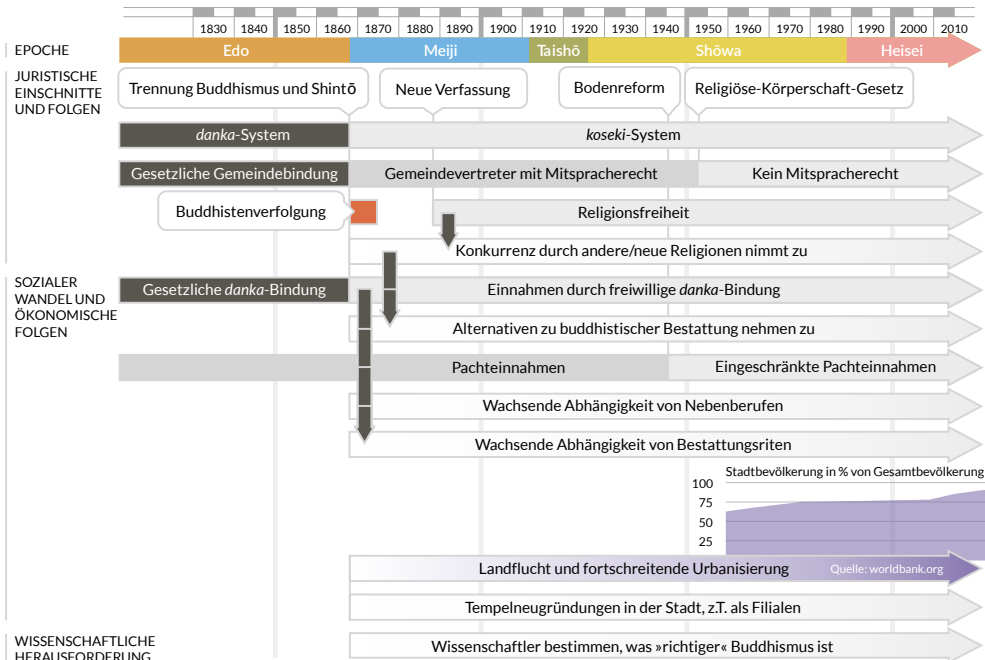 1830 1840 1850 1860 1870 1880 1890 1900 1910 1920 1930 1940 1950 1960 1970 1980 1990 2000 2010
EPOCHE
Edo
Meiji
Taishō
Shōwa
Heisei
JURISTISCHE
EINSCHNITTE
UND FOLGEN
Trennung Buddhismus und Shintō
Neue Verfassung
Bodenreform
Religiöse-Körperschaft-Gesetz
danka-System
koseki-System
Gesetzliche Gemeindebindung
Gemeindevertreter mit Mitspracherecht
Kein Mitspracherecht
Buddhistenverfolgung
Religionsfreiheit
Konkurrenz durch andere/neue Religionen nimmt zu
SOZIALER
WANDEL UND
ÖKONOMISCHE
FOLGEN
Gesetzliche danka-Bindung
Einnahmen durch freiwillige danka-Bindung
Alternativen zu buddhistischer Bestattung nehmen zu
Pachteinnahmen
Eingeschränkte Pachteinnahmen
Wachsende Abhängigkeit von Nebenberufen
Wachsende Abhängigkeit von Bestattungsriten
Stadtbevölkerung in % von Gesamtbevölkerung
100
75
50
25
Landflucht und fortschreitende Urbanisierung
Quelle: worldbank.org
Tempelneugründungen in der Stadt, z.T. als Filialen
WISSENSCHAFTLICHE
HERAUSFORDERUNG
Wissenschaftler bestimmen, was »richtiger« Buddhismus ist